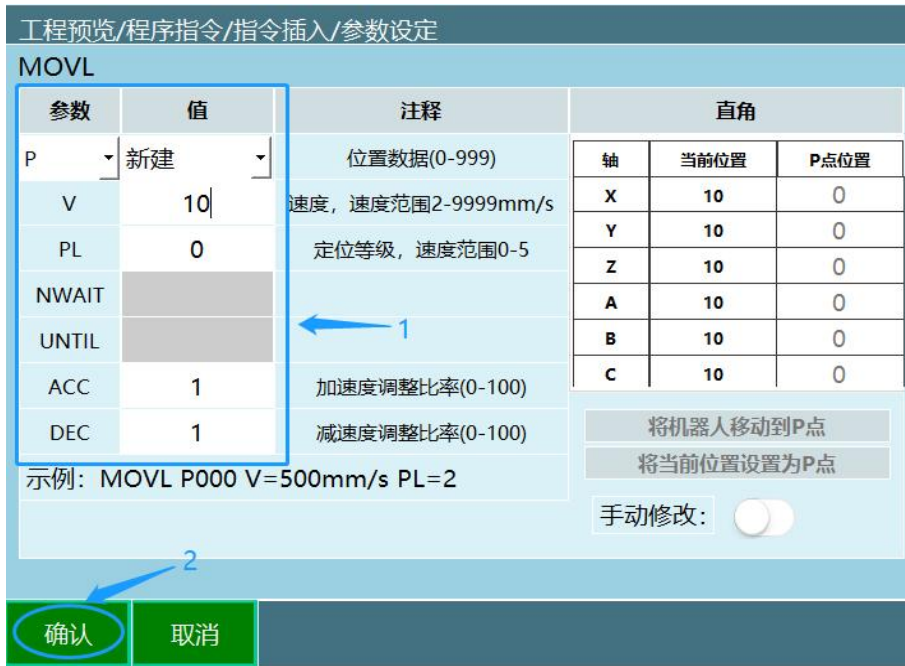 工程预览/程序指令/指令插入/参数设定
MOVL
参数 值 注释 直角
P 新建 位置数据(0-999) 轴 当前位置 P点位置
V 10 速度，速度范围2-9999mm/s X 10 0
Y 10 0
PL 0 定位等级，速度范围0-5
Z 10 0
NWAIT A 10 0
1
UNTIL B 10 0
C 10 0
ACC 1 加速度调整比率(0-100)
将机器人移动到P点
DEC 1 减速度调整比率(0-100)
将当前位置设置为P点
示例：MOVL P000 V=500mm/s PL=2
手动修改：
2
确认 取消